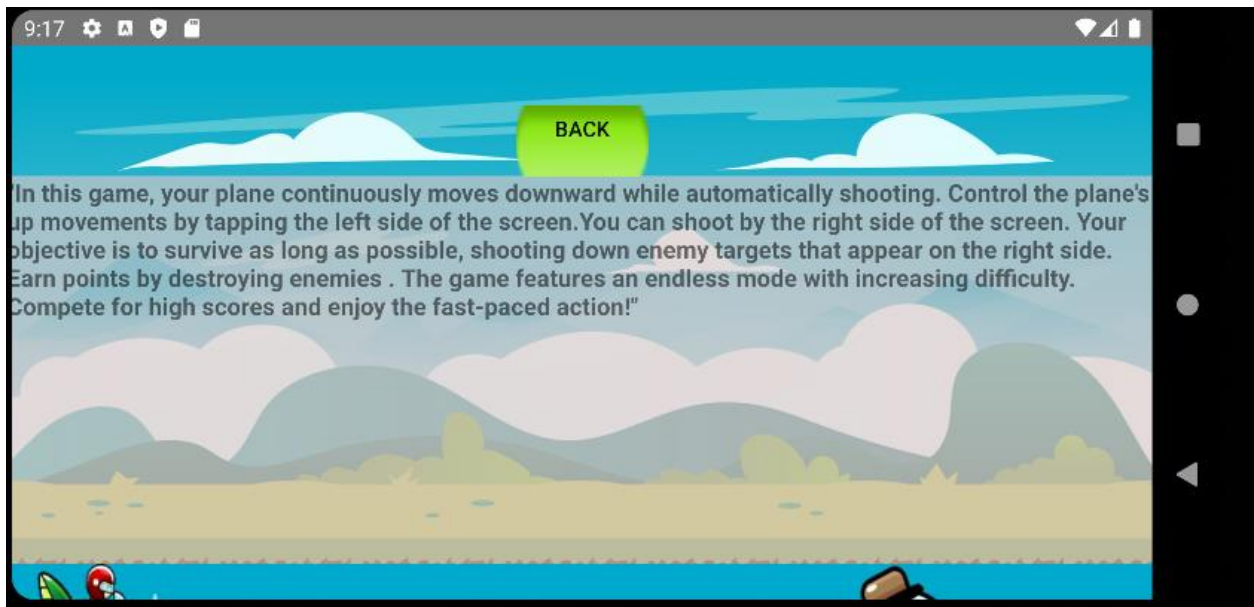 9:17
BACK
"In this game, your plane continuously moves downward while automatically shooting. Control the plane's
up movements by tapping the left side of the screen.You can shoot by the right side of the screen. Your
objective is to survive as long as possible, shooting down enemy targets that appear on the right side.
Earn points by destroying enemies . The game features an endless mode with increasing difficulty.
Compete for high scores and enjoy the fast-paced action!"